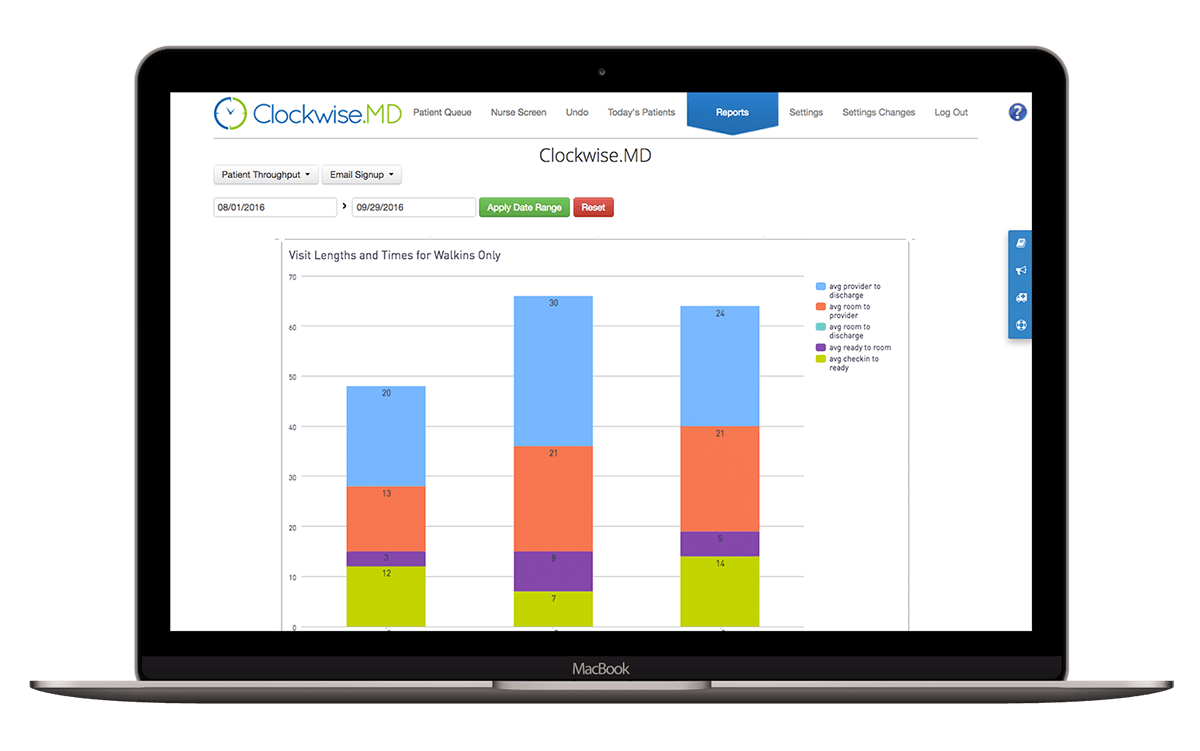 Clockwise.MD Patient Queue Nurse Screen Undo Today's Patients Reports Settings Settings Changes Log Out ?
Clockwise.MD
Patient Throughput Email Signup
08/01/2016 > 09/29/2016 Apply Date Range Reset
Visit Lengths and Times for Walkins Only
70
60
50
40
30
20
10
0
20
13
3
12
30
21
8
7
24
21
5
14
avg provider to
discharge
avg room to
provider
avg room to
discharge
avg ready to room
avg checkin to
ready
MacBook